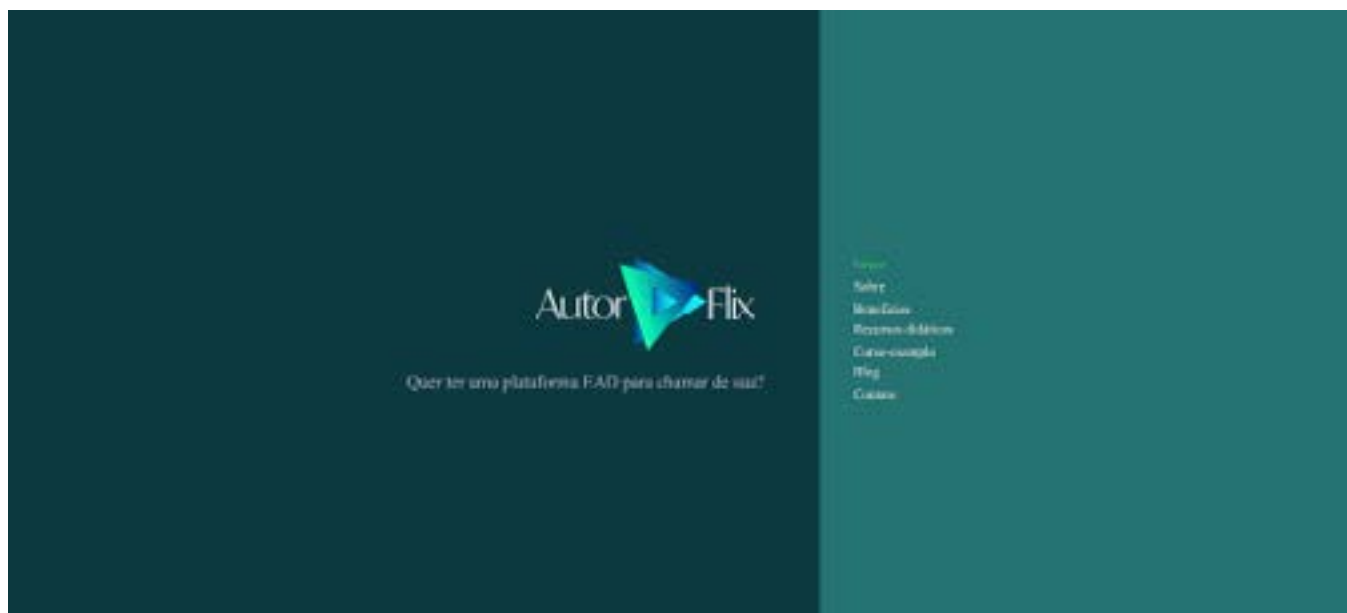 Autor Flix
Quer ter uma plataforma EAD para chamar de sua?
Sobre
Benefícios
Recursos didáticos
Curso-exemplo
Blog
Contato